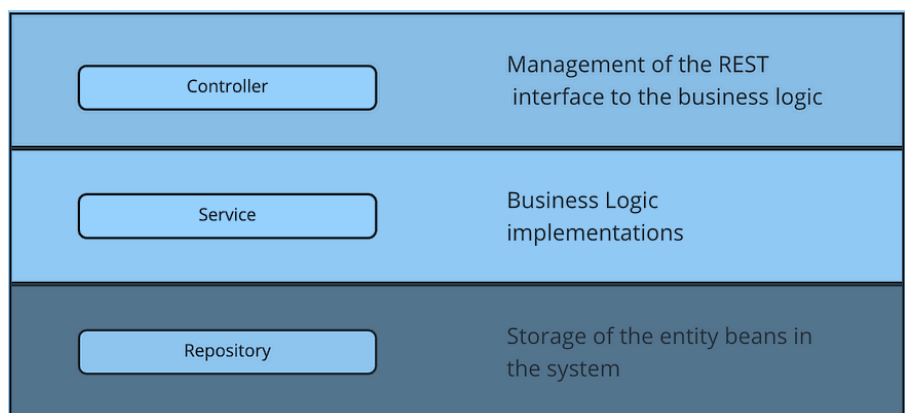 Controller
Management of the REST
interface to the business logic
Service
Business Logic
implementations
Repository
Storage of the entity beans in
the system